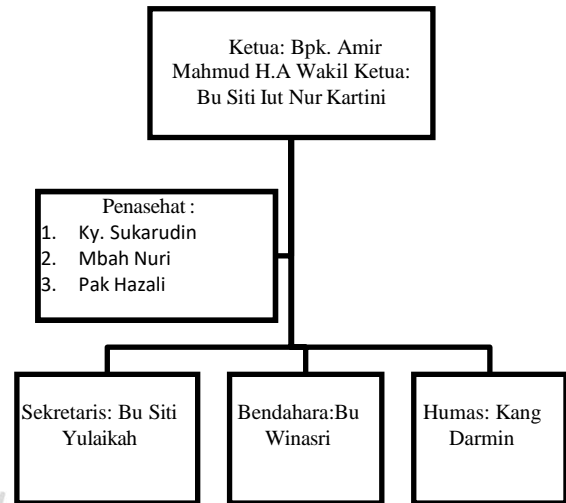 Ketua: Bpk. Amir
Mahmud H.A Wakil Ketua:
Bu Siti Iut Nur Kartini
Penasehat :
1. Ky. Sukarudin
2. Mbah Nuri
3. Pak Hazali
Sekretaris: Bu Siti
Yulaikah
Bendahara:Bu
Winasri
Humas: Kang
Darmin